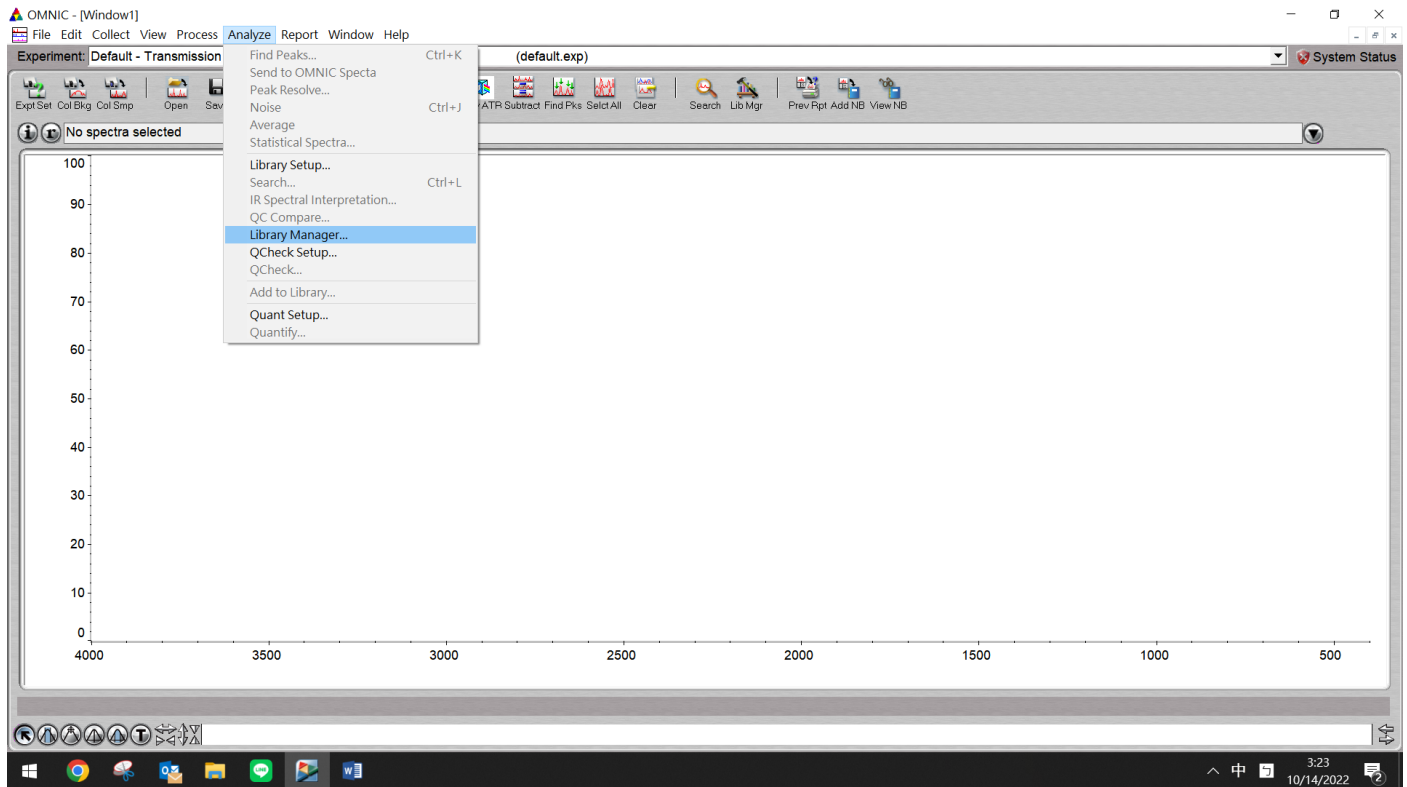 OMNIC - [Window1]
File Edit Collect View Process Analyze Report Window Help
Experiment: Default - Transmission (default.exp) System Status
Find Peaks... Ctrl+K
Send to OMNIC Specta
Peak Resolve...
Noise Ctrl+J
Average
Statistical Spectra...
Library Setup...
Search... Ctrl+L
IR Spectral Interpretation...
QC Compare...
Library Manager...
QCheck Setup...
QCheck...
Add to Library...
Quant Setup...
Quantify...
Expt Set Col Bkg Col Smp Open Sav ATR Subtract Find Pks Selct All Clear Search Lib Mgr Prev Rpt Add NB View NB
No spectra selected
100
90
80
70
60
50
40
30
20
10
0
4000 3500 3000 2500 2000 1500 1000 500
T
LINE
中 ㄅ 3:23
10/14/2022 2